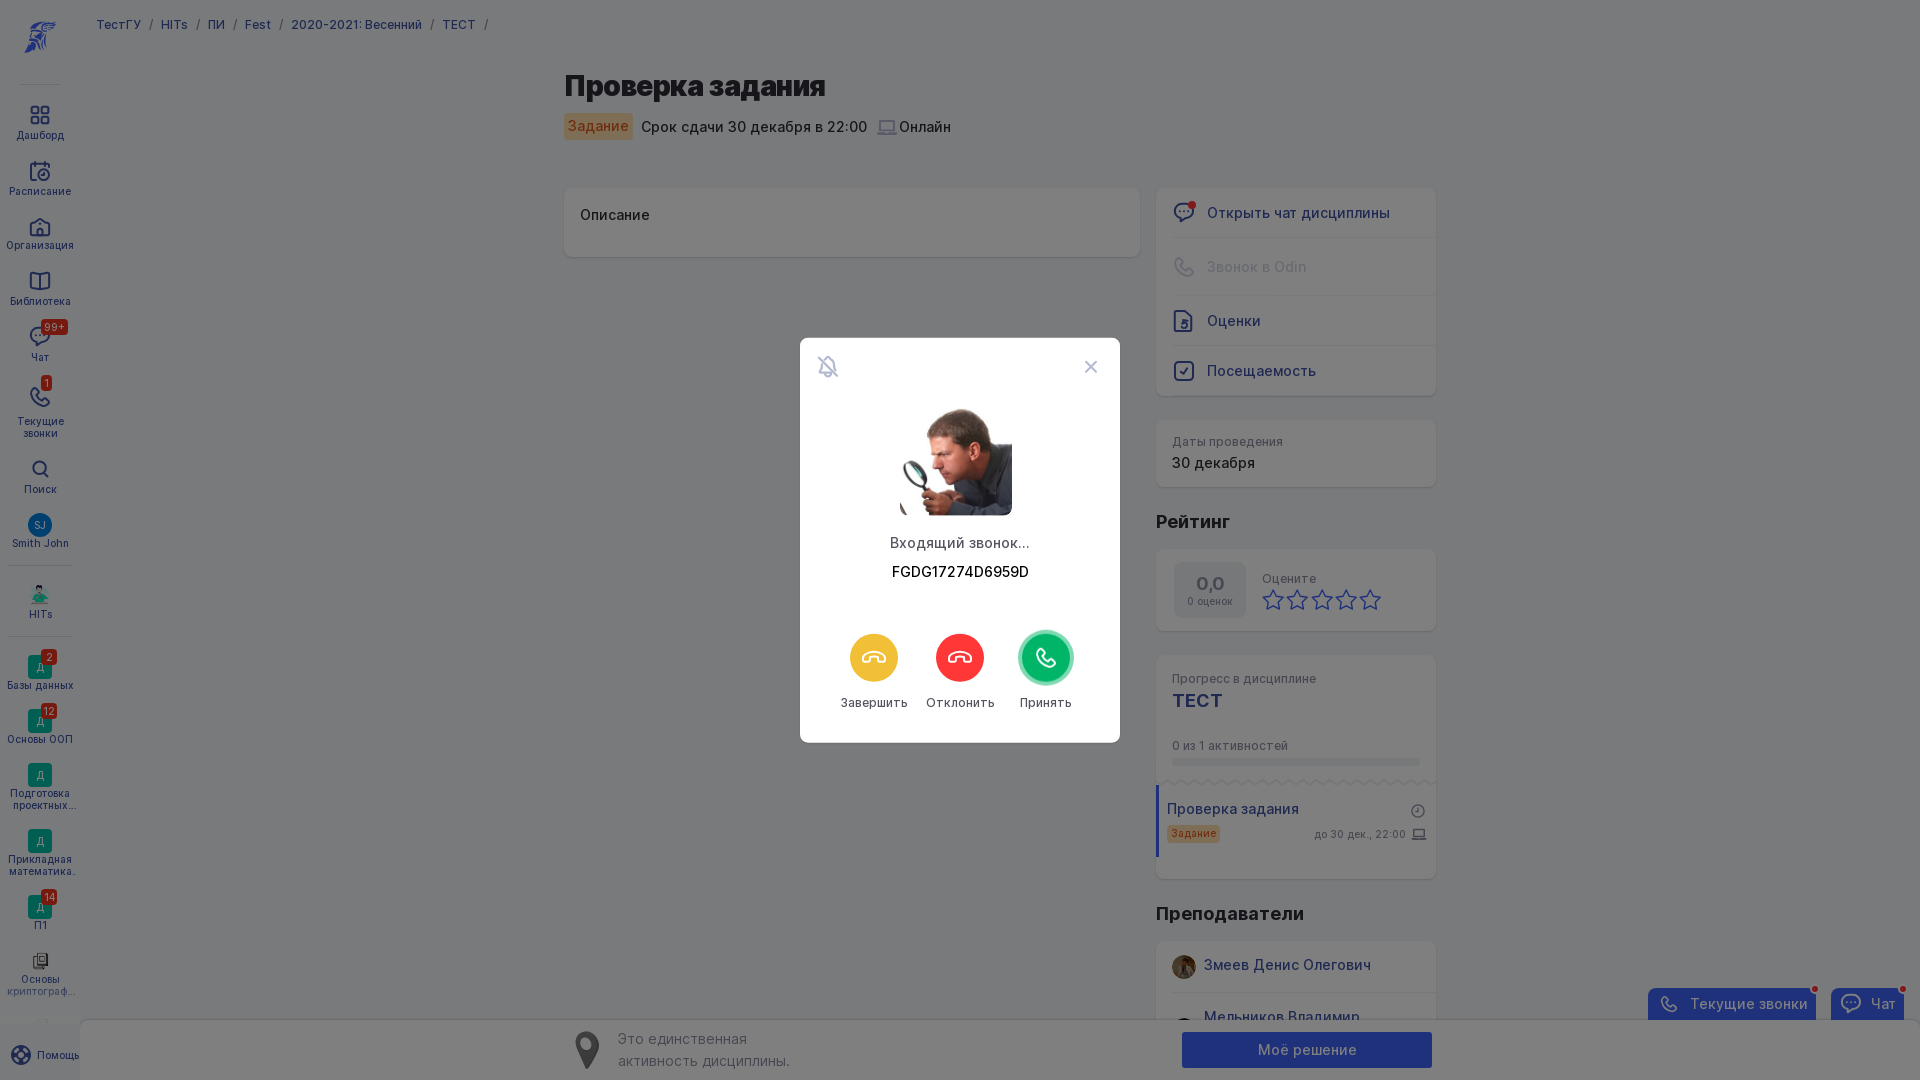 ТестГУ / HITs / ПИ / Fest / 2020-2021: Весенний / ТЕСТ /
Дашборд
Расписание
Организация
Библиотека
99+
Чат
1
Текущие
звонки
Поиск
SJ
Smith John
HITs
2
Д
Базы данных
12
Д
Основы ООП
Д
Подготовка
проектных...
Д
Прикладная
математика.
14
Д
П1
Основы
криптограф...
Помощь
Проверка задания
Задание Срок сдачи 30 декабря в 22:00 Онлайн
Описание
Открыть чат дисциплины
Звонок в Odin
5
Оценки
Посещаемость
Даты проведения
30 декабря
Рейтинг
0,0
0 оценок
Оцените
Прогресс в дисциплине
ТЕСТ
0 из 1 активностей
Проверка задания
Задание до 30 дек., 22:00
Преподаватели
Змеев Денис Олегович
Мельников Владимир
Входящий звонок...
FGDG17274D6959D
Завершить Отклонить Принять
Текущие звонки
Чат
Это единственная
активность дисциплины.
Моё решение